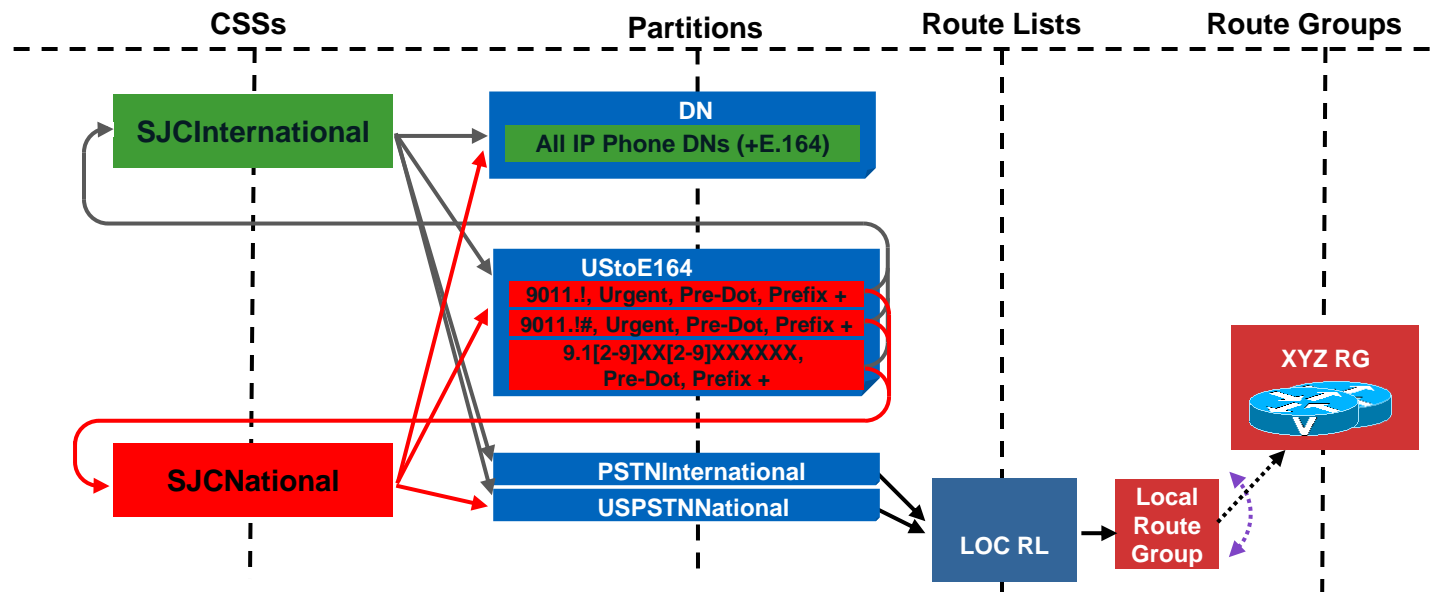 CSSs
Partitions
Route Lists
Route Groups
SJCInternational
DN
All IP Phone DNs (+E.164)
UStoE164
9011.!, Urgent, Pre-Dot, Prefix +
9011.!#, Urgent, Pre-Dot, Prefix +
9.1[2-9]XX[2-9]XXXXXX,
Pre-Dot, Prefix +
XYZ RG
V
SJCNational
PSTNInternational
USPSTNNational
LOC RL
Local
Route
Group